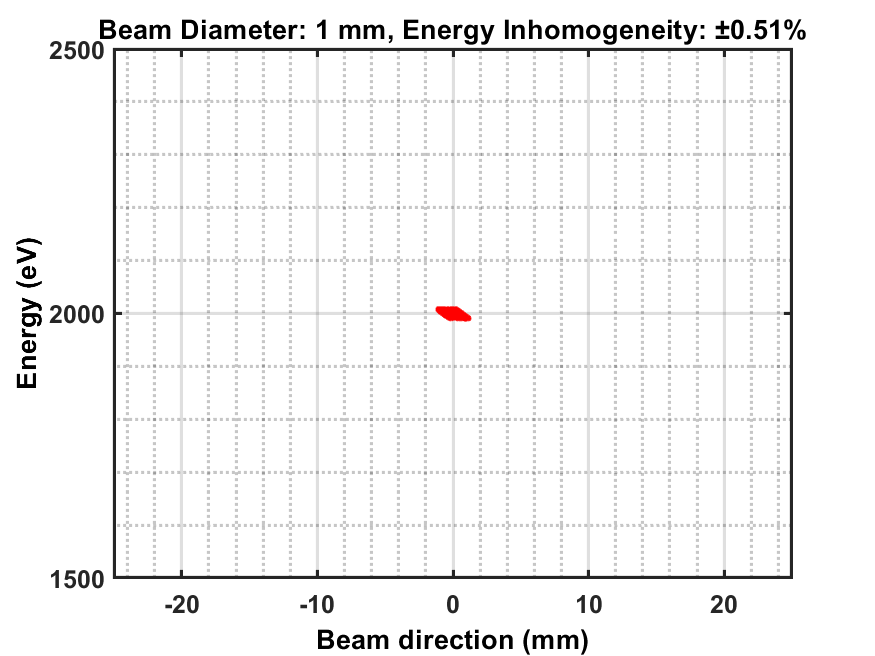 Beam Diameter: 1 mm, Energy Inhomogeneity: ±0.51%
2500
2000
1500
Energy (eV)
-20 -10 0 10 20
Beam direction (mm)